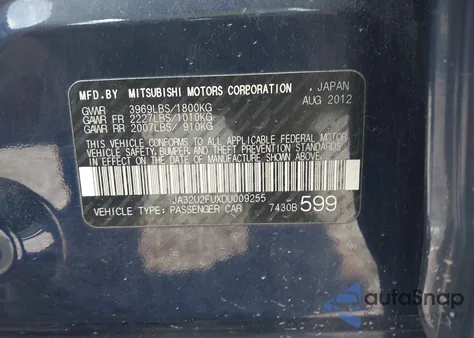 MFD.BY MITSUBISHI MOTORS CORPORATION , JAPAN
AUG 2012
GVWR 3969LBS/1800KG
GAWR FR 2227LBS/1010KG
GAWR RR 2007LBS/ 910KG
THIS VEHICLE CONFORMS TO ALL APPLICABLE U.S. FEDERAL MOTOR
VEHICLE SAFETY, BUMPER, AND THEFT PREVENTION STANDARDS IN
EFFECT ON THE DATE OF MANUFACTURE SHOWN ABOVE.
JA32U2FUXDU009255
VEHICLE TYPE: PASSENGER CAR 7430B 599
autoSnap